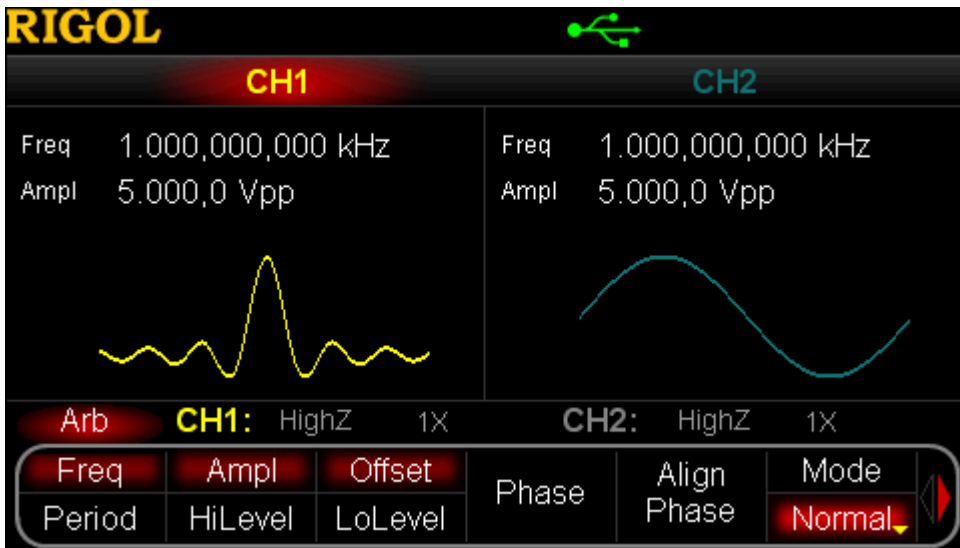 RIGOL
CH1 CH2
Freq 1.000,000,000 kHz Freq 1.000,000,000 kHz
Ampl 5.000,0 Vpp Ampl 5.000,0 Vpp
Arb CH1: HighZ 1X CH2: HighZ 1X
Freq Ampl Offset Phase Align Phase Mode
Period HiLevel LoLevel Normal